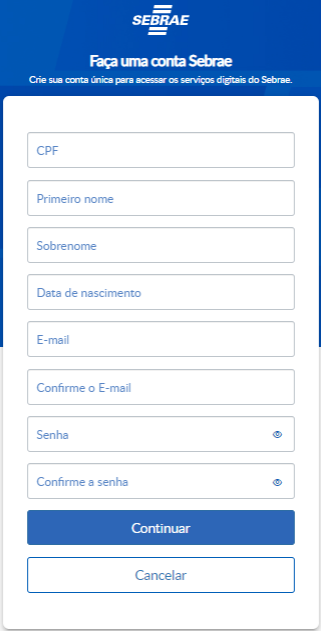 SEBRAE
Faça uma conta Sebrae
Crie sua conta única para acessar os serviços digitais do Sebrae.
CPF
Primeiro nome
Sobrenome
Data de nascimento
E-mail
Confirme o E-mail
Senha
Confirme a senha
Continuar
Cancelar